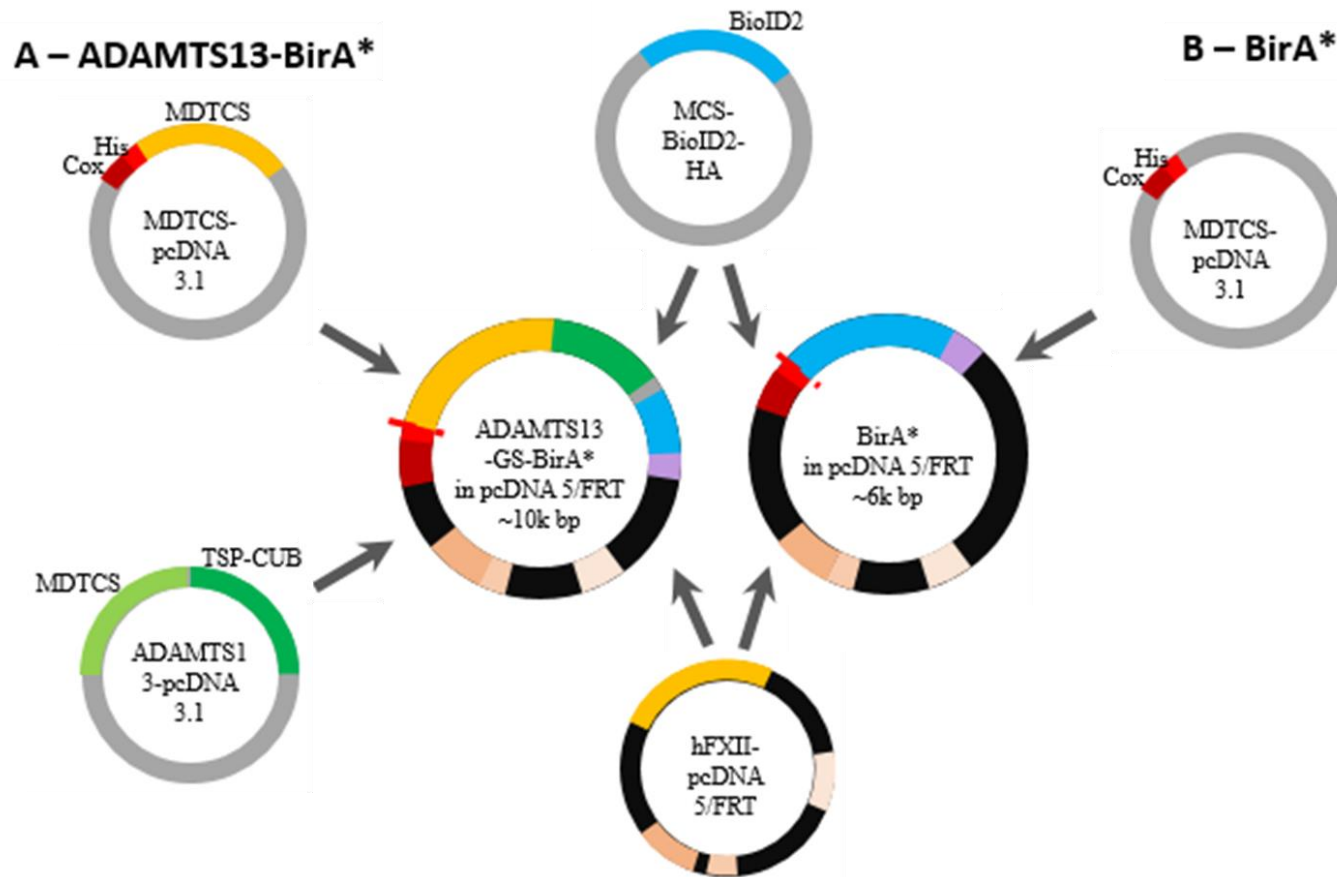 A – ADAMTS13-BirA*
BioID2
B – BirA*
MDTCS
His
Cox
MDTCS-
pcDNA
3.1
MCS-
BioID2-
HA
His
Cox
MDTCS-
pcDNA
3.1
ADAMTS13
-GS-BirA*
in pcDNA 5/FRT
~10k bp
BirA*
in pcDNA 5/FRT
~6k bp
MDTCS
TSP-CUB
ADAMTS1
3-pcDNA
3.1
hFXII-
pcDNA
5/FRT